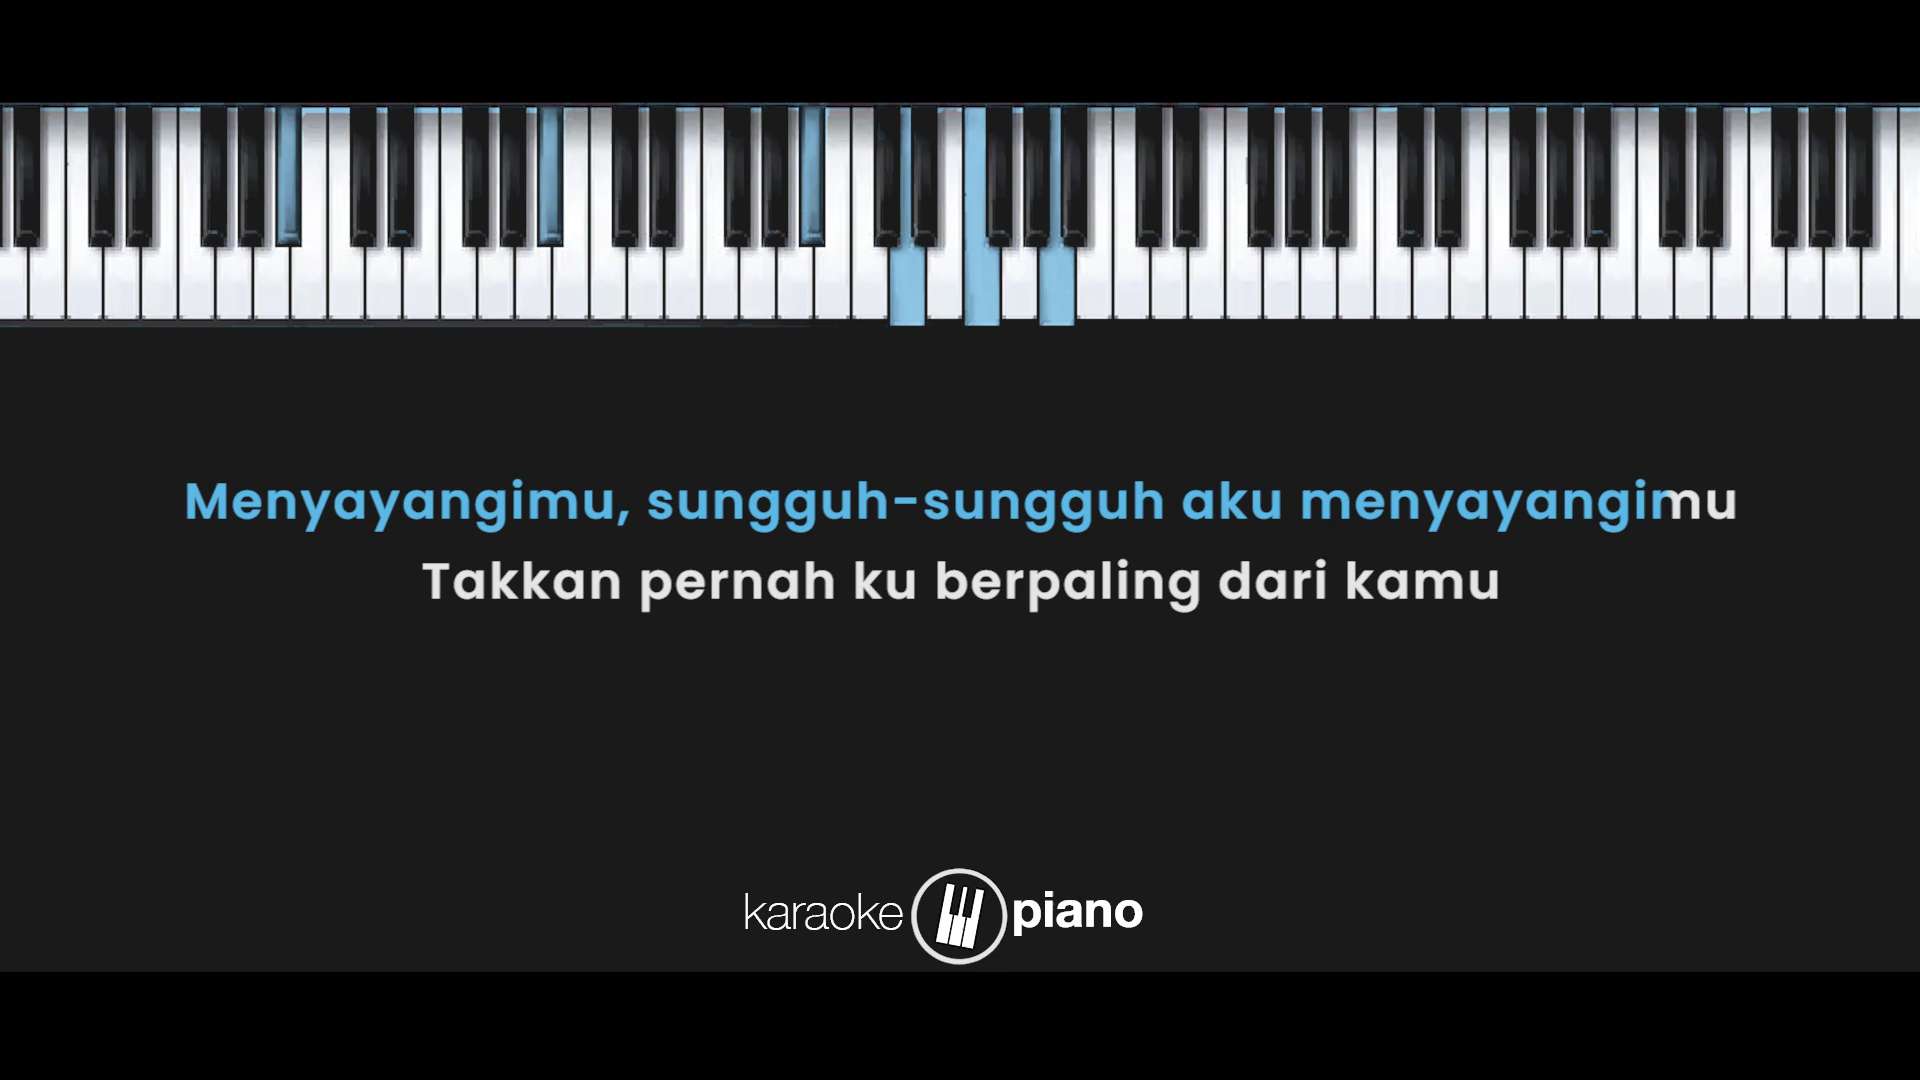 Menyayangimu, sungguh-sungguh aku menyayangimu
Takkan pernah ku berpaling dari kamu
karaoke piano